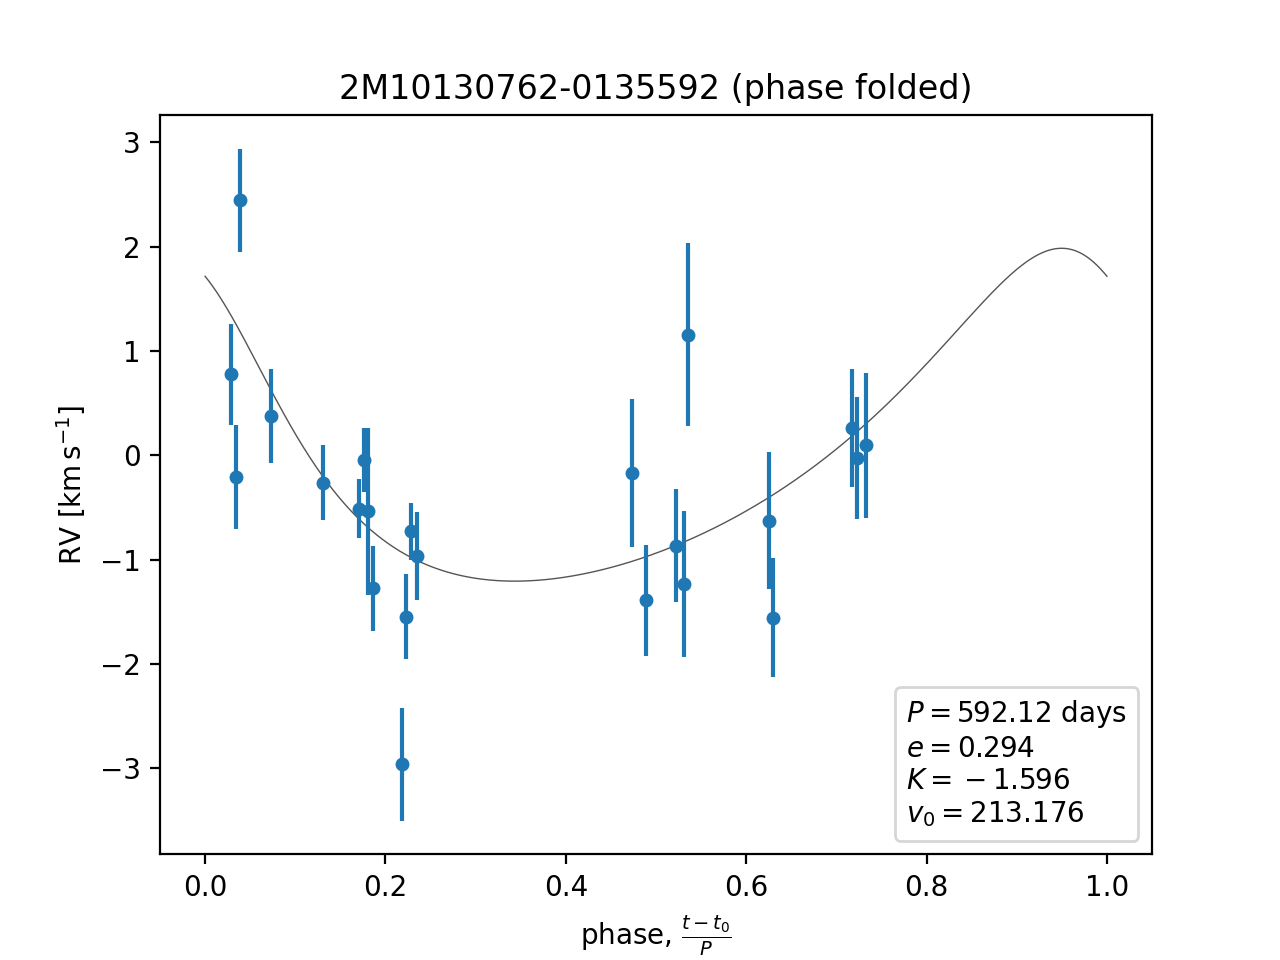 2M10130762-0135592 (phase folded)
3
2
1
0
−1
−2
−3
RV [km s⁻¹]
P = 592.12 days
e = 0.294
K = −1.596
v₀ = 213.176
0.0 0.2 0.4 0.6 0.8 1.0
phase, (t − t₀)/P